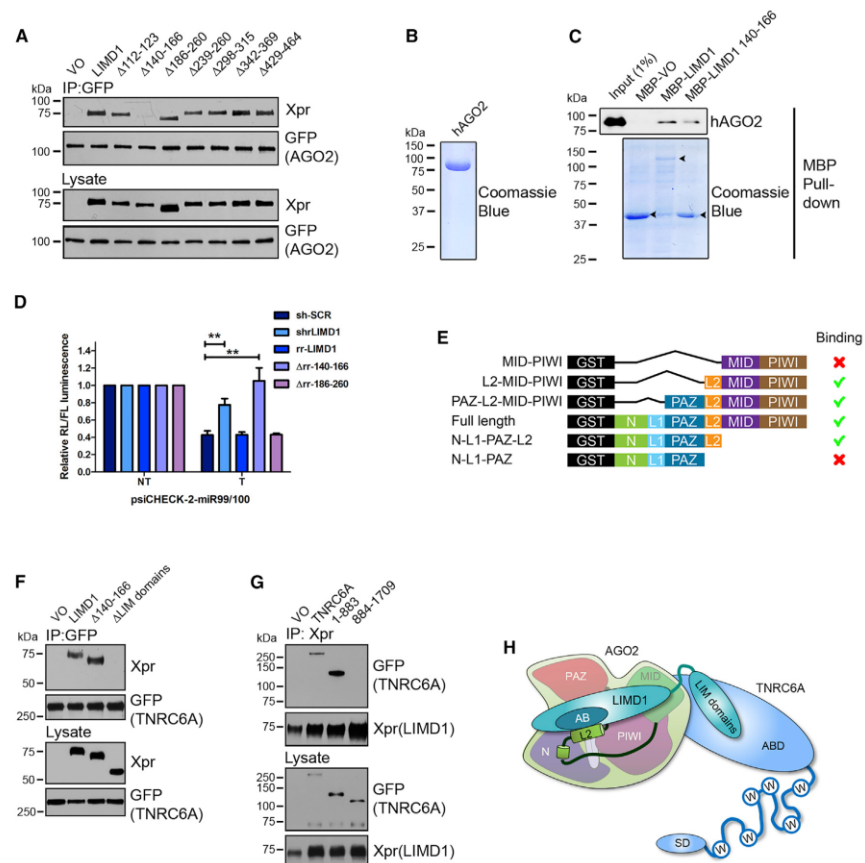 A
VO
LIMD1
Δ112-123
Δ140-166
Δ186-260
Δ239-260
Δ298-315
Δ342-369
Δ429-464
kDa
IP:GFP
100
75
Xpr
100
GFP
(AGO2)
Lysate
100
75
Xpr
100
GFP
(AGO2)
B
hAGO2
kDa
150
100
75
50
37
25
Coomassie
Blue
C
Input (1%)
MBP-VO
MBP-LIMD1
MBP-LIMD1 140-166
kDa
100
75
hAGO2
150
100
75
50
37
25
Coomassie
Blue
MBP
Pull-
down
D
Relative RL/FL luminescence
1.4
1.2
1.0
0.8
0.6
0.4
0.2
0.0
**
**
NT
T
psiCHECK-2-miR99/100
sh-SCR
shrLIMD1
rr-LIMD1
Δrr-140-166
Δrr-186-260
E
Binding
MID-PIWI GST MID PIWI
L2-MID-PIWI GST L2 MID PIWI
PAZ-L2-MID-PIWI GST PAZ L2 MID PIWI
Full length GST N L1 PAZ L2 MID PIWI
N-L1-PAZ-L2 GST N L1 PAZ L2
N-L1-PAZ GST N L1 PAZ
F
VO
LIMD1
Δ140-166
ΔLIM domains
kDa
IP:GFP
75
50
Xpr
250
GFP
(TNRC6A)
Lysate
75
50
Xpr
250
GFP
(TNRC6A)
G
VO
TNRC6A
1-883
884-1709
kDa
IP: Xpr
250
150
100
75
GFP
(TNRC6A)
75
Xpr(LIMD1)
Lysate
250
150
100
75
GFP
(TNRC6A)
75
Xpr(LIMD1)
H
AGO2
PAZ
MID
LIMD1
AB
L2
N
PIWI
LIM domains
TNRC6A
ABD
W
W
W
W
W
W
W
SD